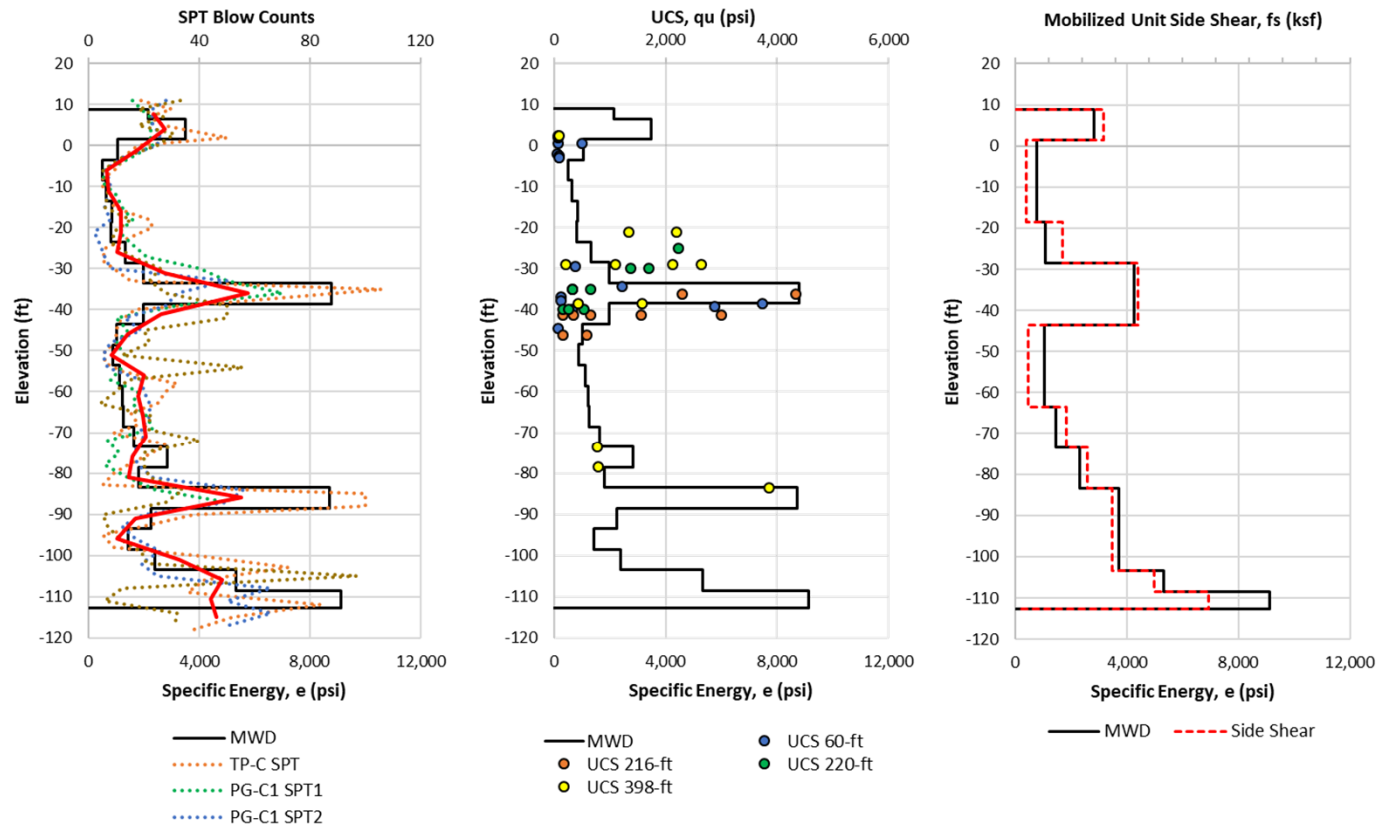 SPT Blow Counts
0 40 80 120
20
10
0
-10
-20
-30
-40
-50
-60
-70
-80
-90
-100
-110
-120
Elevation (ft)
0 4,000 8,000 12,000
Specific Energy, e (psi)
MWD
TP-C SPT
PG-C1 SPT1
PG-C1 SPT2
UCS, qu (psi)
0 2,000 4,000 6,000
20
10
0
-10
-20
-30
-40
-50
-60
-70
-80
-90
-100
-110
-120
Elevation (ft)
0 4,000 8,000 12,000
Specific Energy, e (psi)
MWD UCS 60-ft
UCS 216-ft UCS 220-ft
UCS 398-ft
Mobilized Unit Side Shear, fs (ksf)
20
10
0
-10
-20
-30
-40
-50
-60
-70
-80
-90
-100
-110
-120
Elevation (ft)
0 4,000 8,000 12,000
Specific Energy, e (psi)
MWD Side Shear